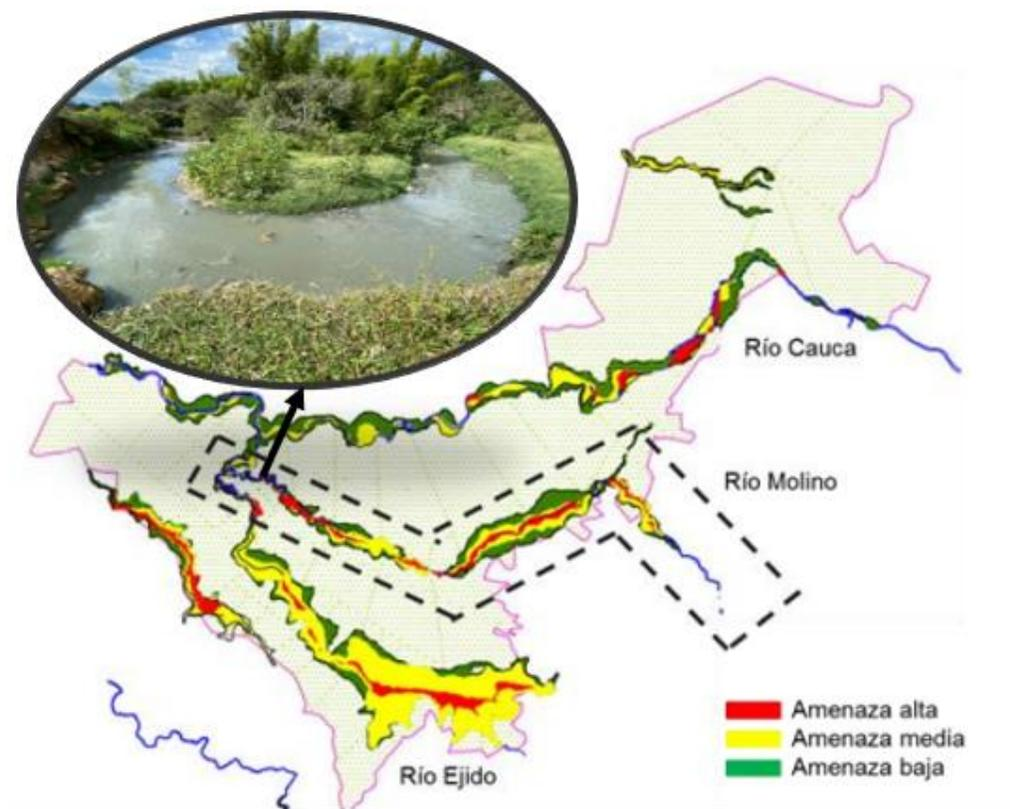 Río Cauca
Río Molino
Amenaza alta
Amenaza media
Amenaza baja
Río Ejido